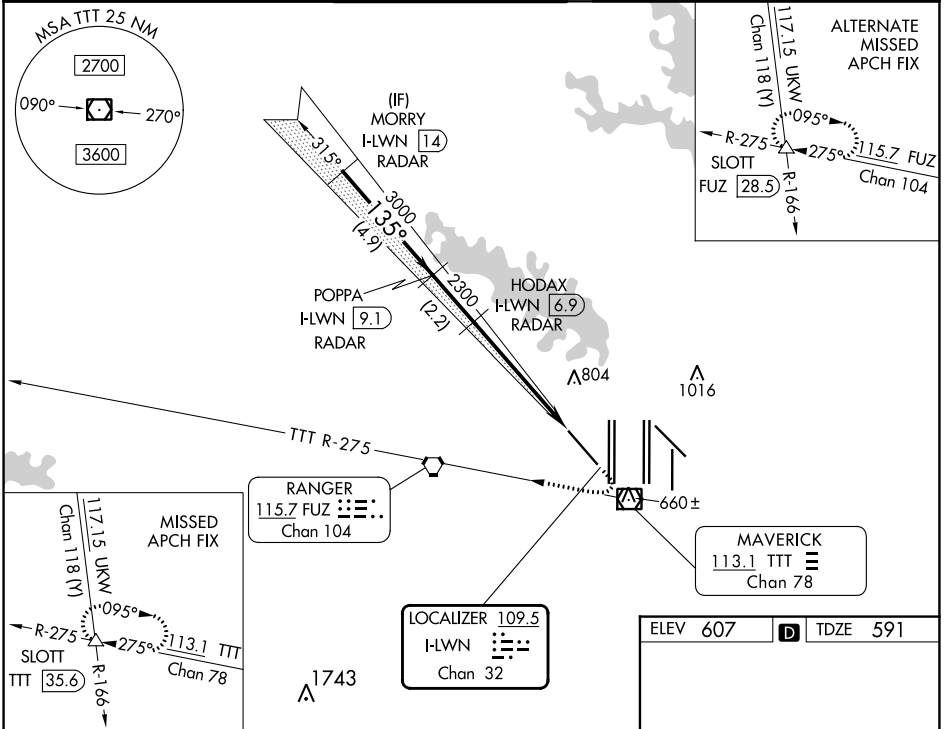 MSA TTT 25 NM
2700
090°
270°
3600
(IF)
MORRY
I-LWN 14
RADAR
315°
3000
135°
(4.9)
POPPA
I-LWN 9.1
RADAR
2300
(2.2)
HODAX
I-LWN 6.9
RADAR
804
1016
ALTERNATE
MISSED
APCH FIX
117.15 UKW
Chan 118 (Y)
095°
R-275
275°
115.7 FUZ
Chan 104
SLOTT
FUZ 28.5
R-166
TTT R-275
RANGER
115.7 FUZ
Chan 104
660±
MAVERICK
113.1 TTT
Chan 78
MISSED
APCH FIX
117.15 UKW
Chan 118 (Y)
095°
R-275
275°
113.1 TTT
Chan 78
SLOTT
TTT 35.6
R-166
LOCALIZER 109.5
I-LWN
Chan 32
1743
ELEV 607 D TDZE 591